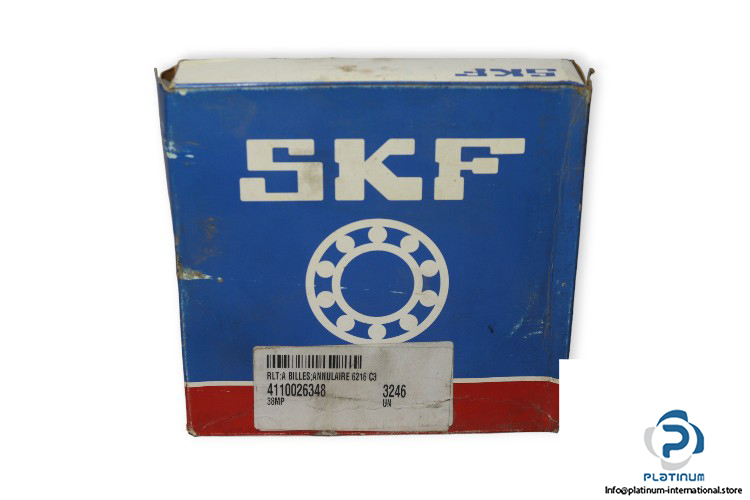 SKF
SKF
RLT:A BILLES;ANNULAIRE 6216 C3
4110026348 3246
38MP UN
PLATINUM
Info@platinum-international.store